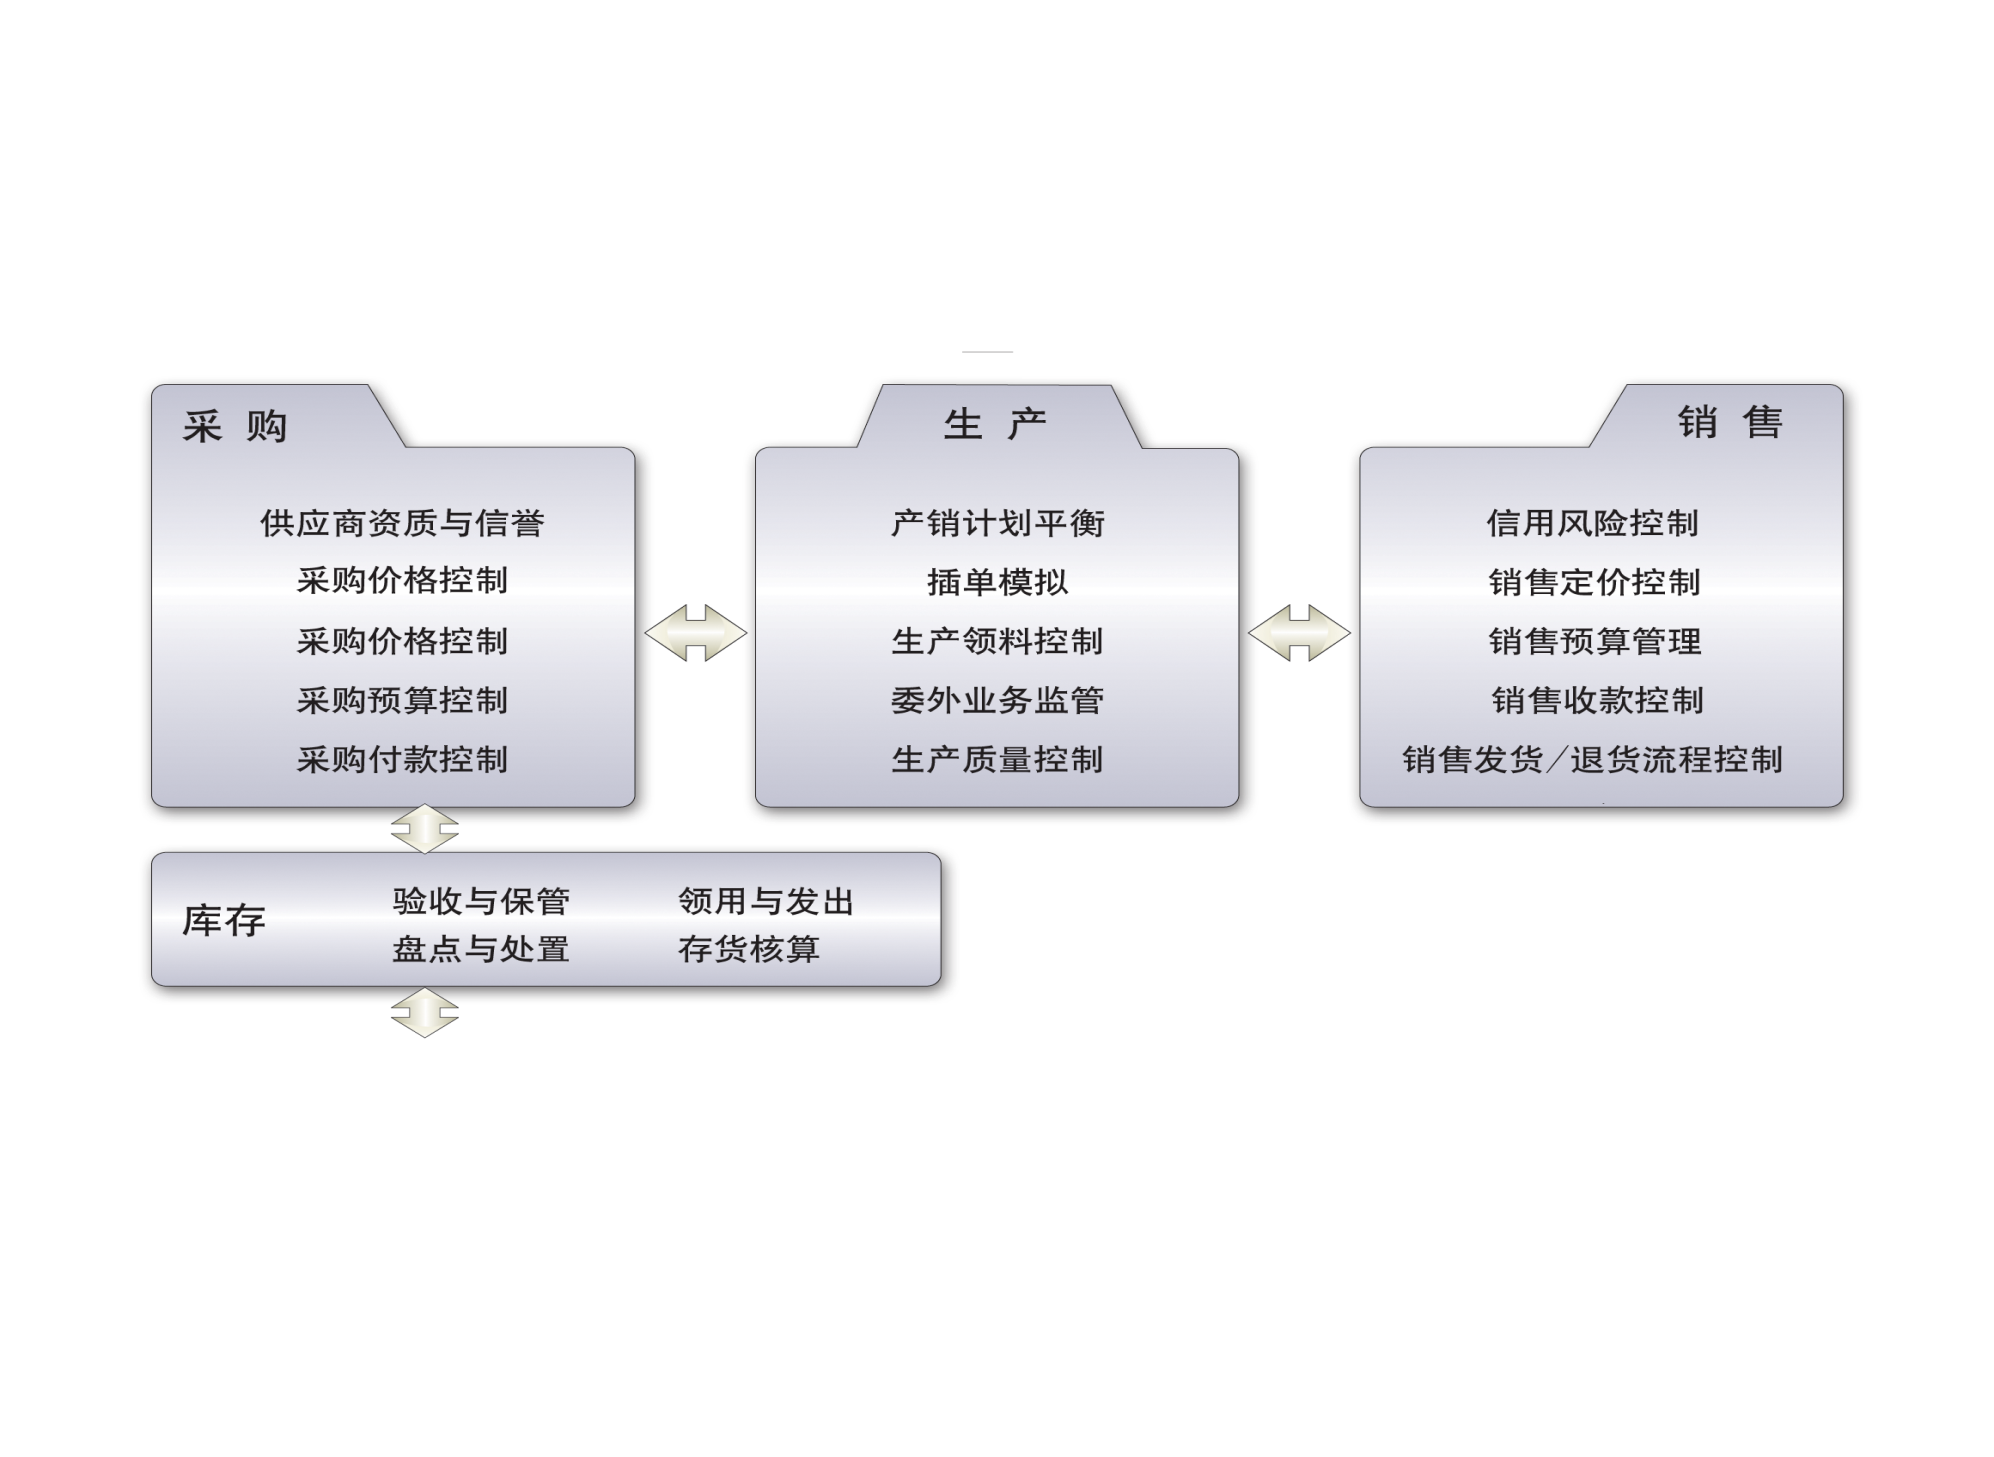 采 购
供应商资质与信誉
采购价格控制
采购价格控制
采购预算控制
采购付款控制
生 产
产销计划平衡
插单模拟
生产领料控制
委外业务监管
生产质量控制
销 售
信用风险控制
销售定价控制
销售预算管理
销售收款控制
销售发货/退货流程控制
库存
验收与保管 领用与发出
盘点与处置 存货核算